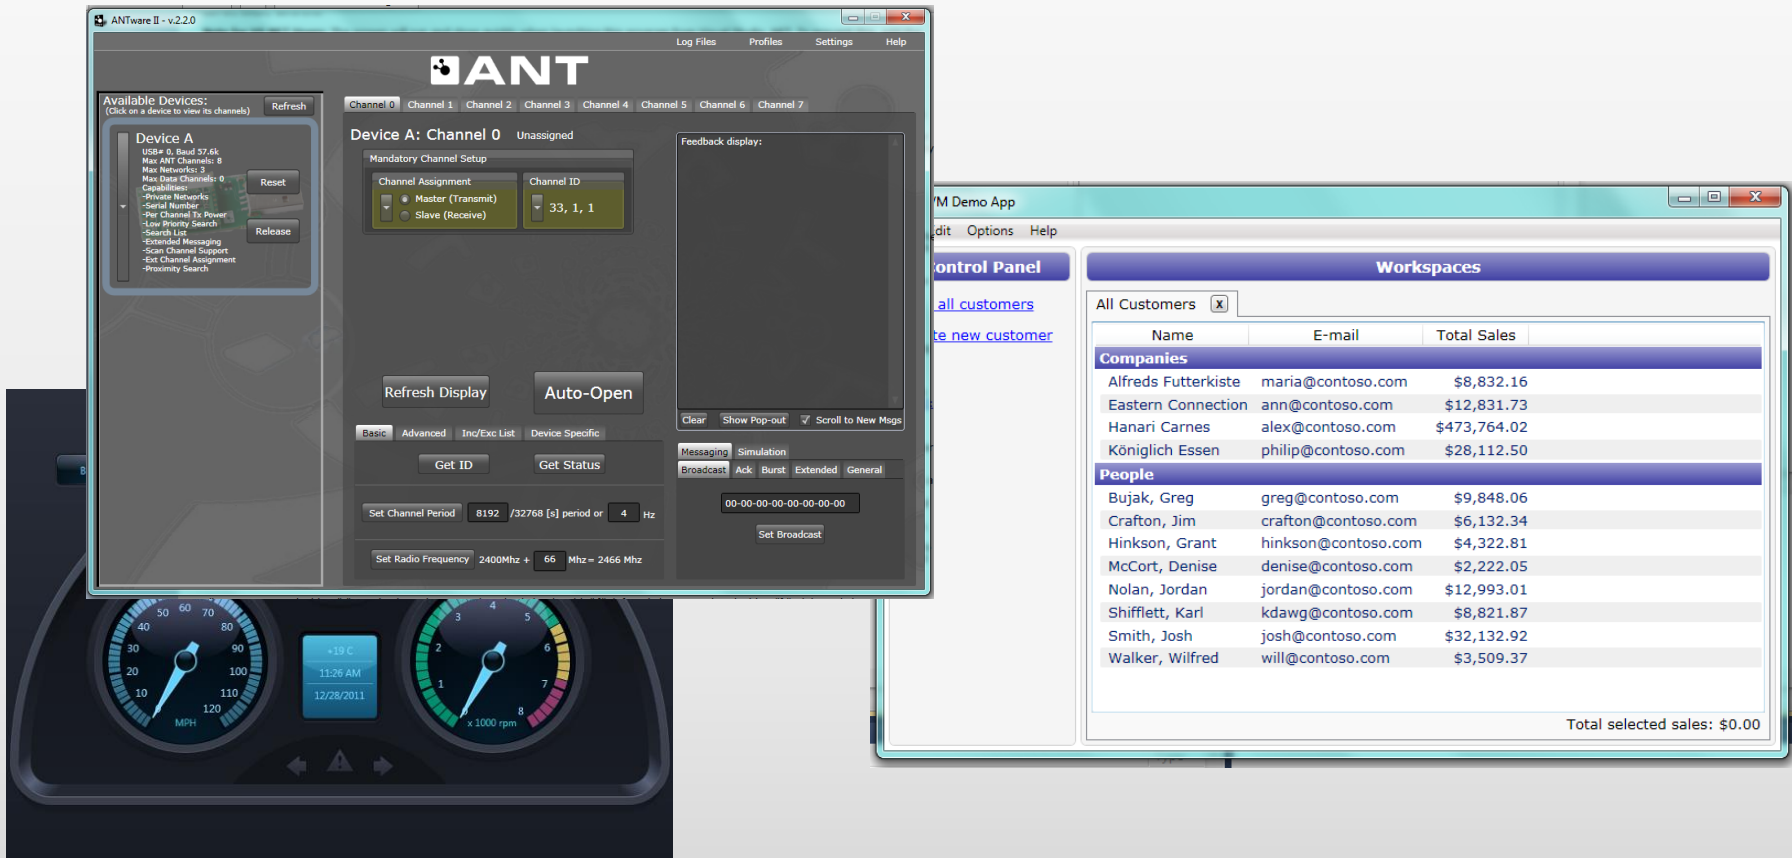 ANTware II - v.2.2.0
Log Files Profiles Settings Help
ANT
Available Devices:
(Click on a device to view its channels)
Refresh
Device A
USB# 0, Baud 57.6k
Max ANT Channels: 8
Max Networks: 3
Max Data Channels: 0
Capabilities:
-Private Networks
-Serial Number
-Per Channel Tx Power
-Low Priority Search
-Search List
-Extended Messaging
-Scan Channel Support
-Ext Channel Assignment
-Proximity Search
Reset
Release
Channel 0 Channel 1 Channel 2 Channel 3 Channel 4 Channel 5 Channel 6 Channel 7
Device A: Channel 0 Unassigned
Mandatory Channel Setup
Channel Assignment
Master (Transmit)
Slave (Receive)
Channel ID
33, 1, 1
Refresh Display
Auto-Open
Basic Advanced Inc/Exc List Device Specific
Get ID Get Status
Set Channel Period 8192 /32768 [s] period or 4 Hz
Set Radio Frequency 2400Mhz + 66 Mhz= 2466 Mhz
Feedback display:
Clear Show Pop-out Scroll to New Msgs
Messaging Simulation
Broadcast Ack Burst Extended General
00-00-00-00-00-00-00-00
Set Broadcast
M Demo App
dit Options Help
ontrol Panel
all customers
te new customer
Workspaces
All Customers X
Name E-mail Total Sales
Companies
Alfreds Futterkiste maria@contoso.com $8,832.16
Eastern Connection ann@contoso.com $12,831.73
Hanari Carnes alex@contoso.com $473,764.02
Königlich Essen philip@contoso.com $28,112.50
People
Bujak, Greg greg@contoso.com $9,848.06
Crafton, Jim crafton@contoso.com $6,132.34
Hinkson, Grant hinkson@contoso.com $4,322.81
McCort, Denise denise@contoso.com $2,222.05
Nolan, Jordan jordan@contoso.com $12,993.01
Shifflett, Karl kdawg@contoso.com $8,821.87
Smith, Josh josh@contoso.com $32,132.92
Walker, Wilfred will@contoso.com $3,509.37
Total selected sales: $0.00
10 20 30 40 50 60 70 80 90 100 110 120
MPH
+19 C
11:26 AM
12/28/2011
1 2 3 4 5 6 7 8
x 1000 rpm